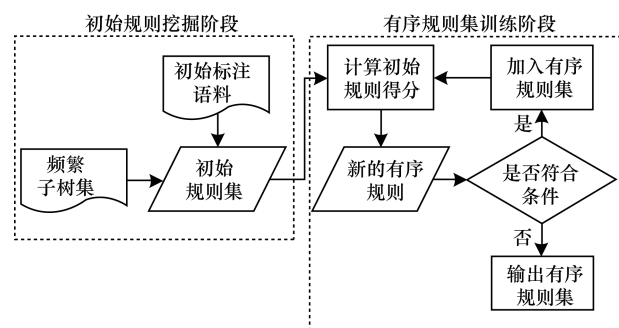 初始规则挖掘阶段
初始标注
语料
频繁
子树集
初始
规则集
有序规则集训练阶段
计算初始
规则得分
加入有序
规则集
是
新的有序
规则
是否符合
条件
否
输出有序
规则集